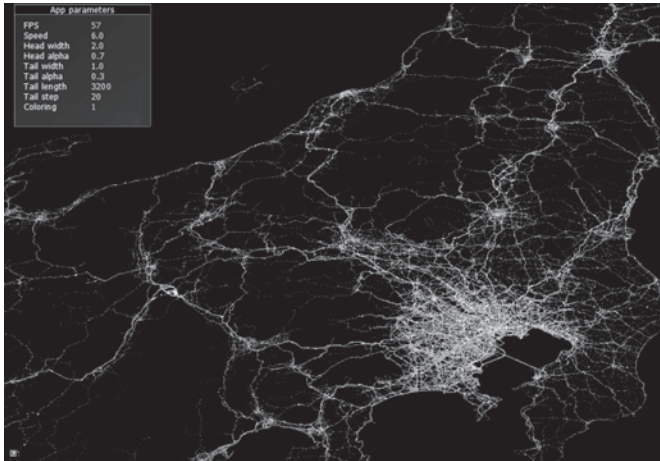 App parameters
FPS 57
Speed 6.0
Head width 2.0
Head alpha 0.7
Tail width 1.0
Tail alpha 0.3
Tail length 3200
Tail step 20
Coloring 1